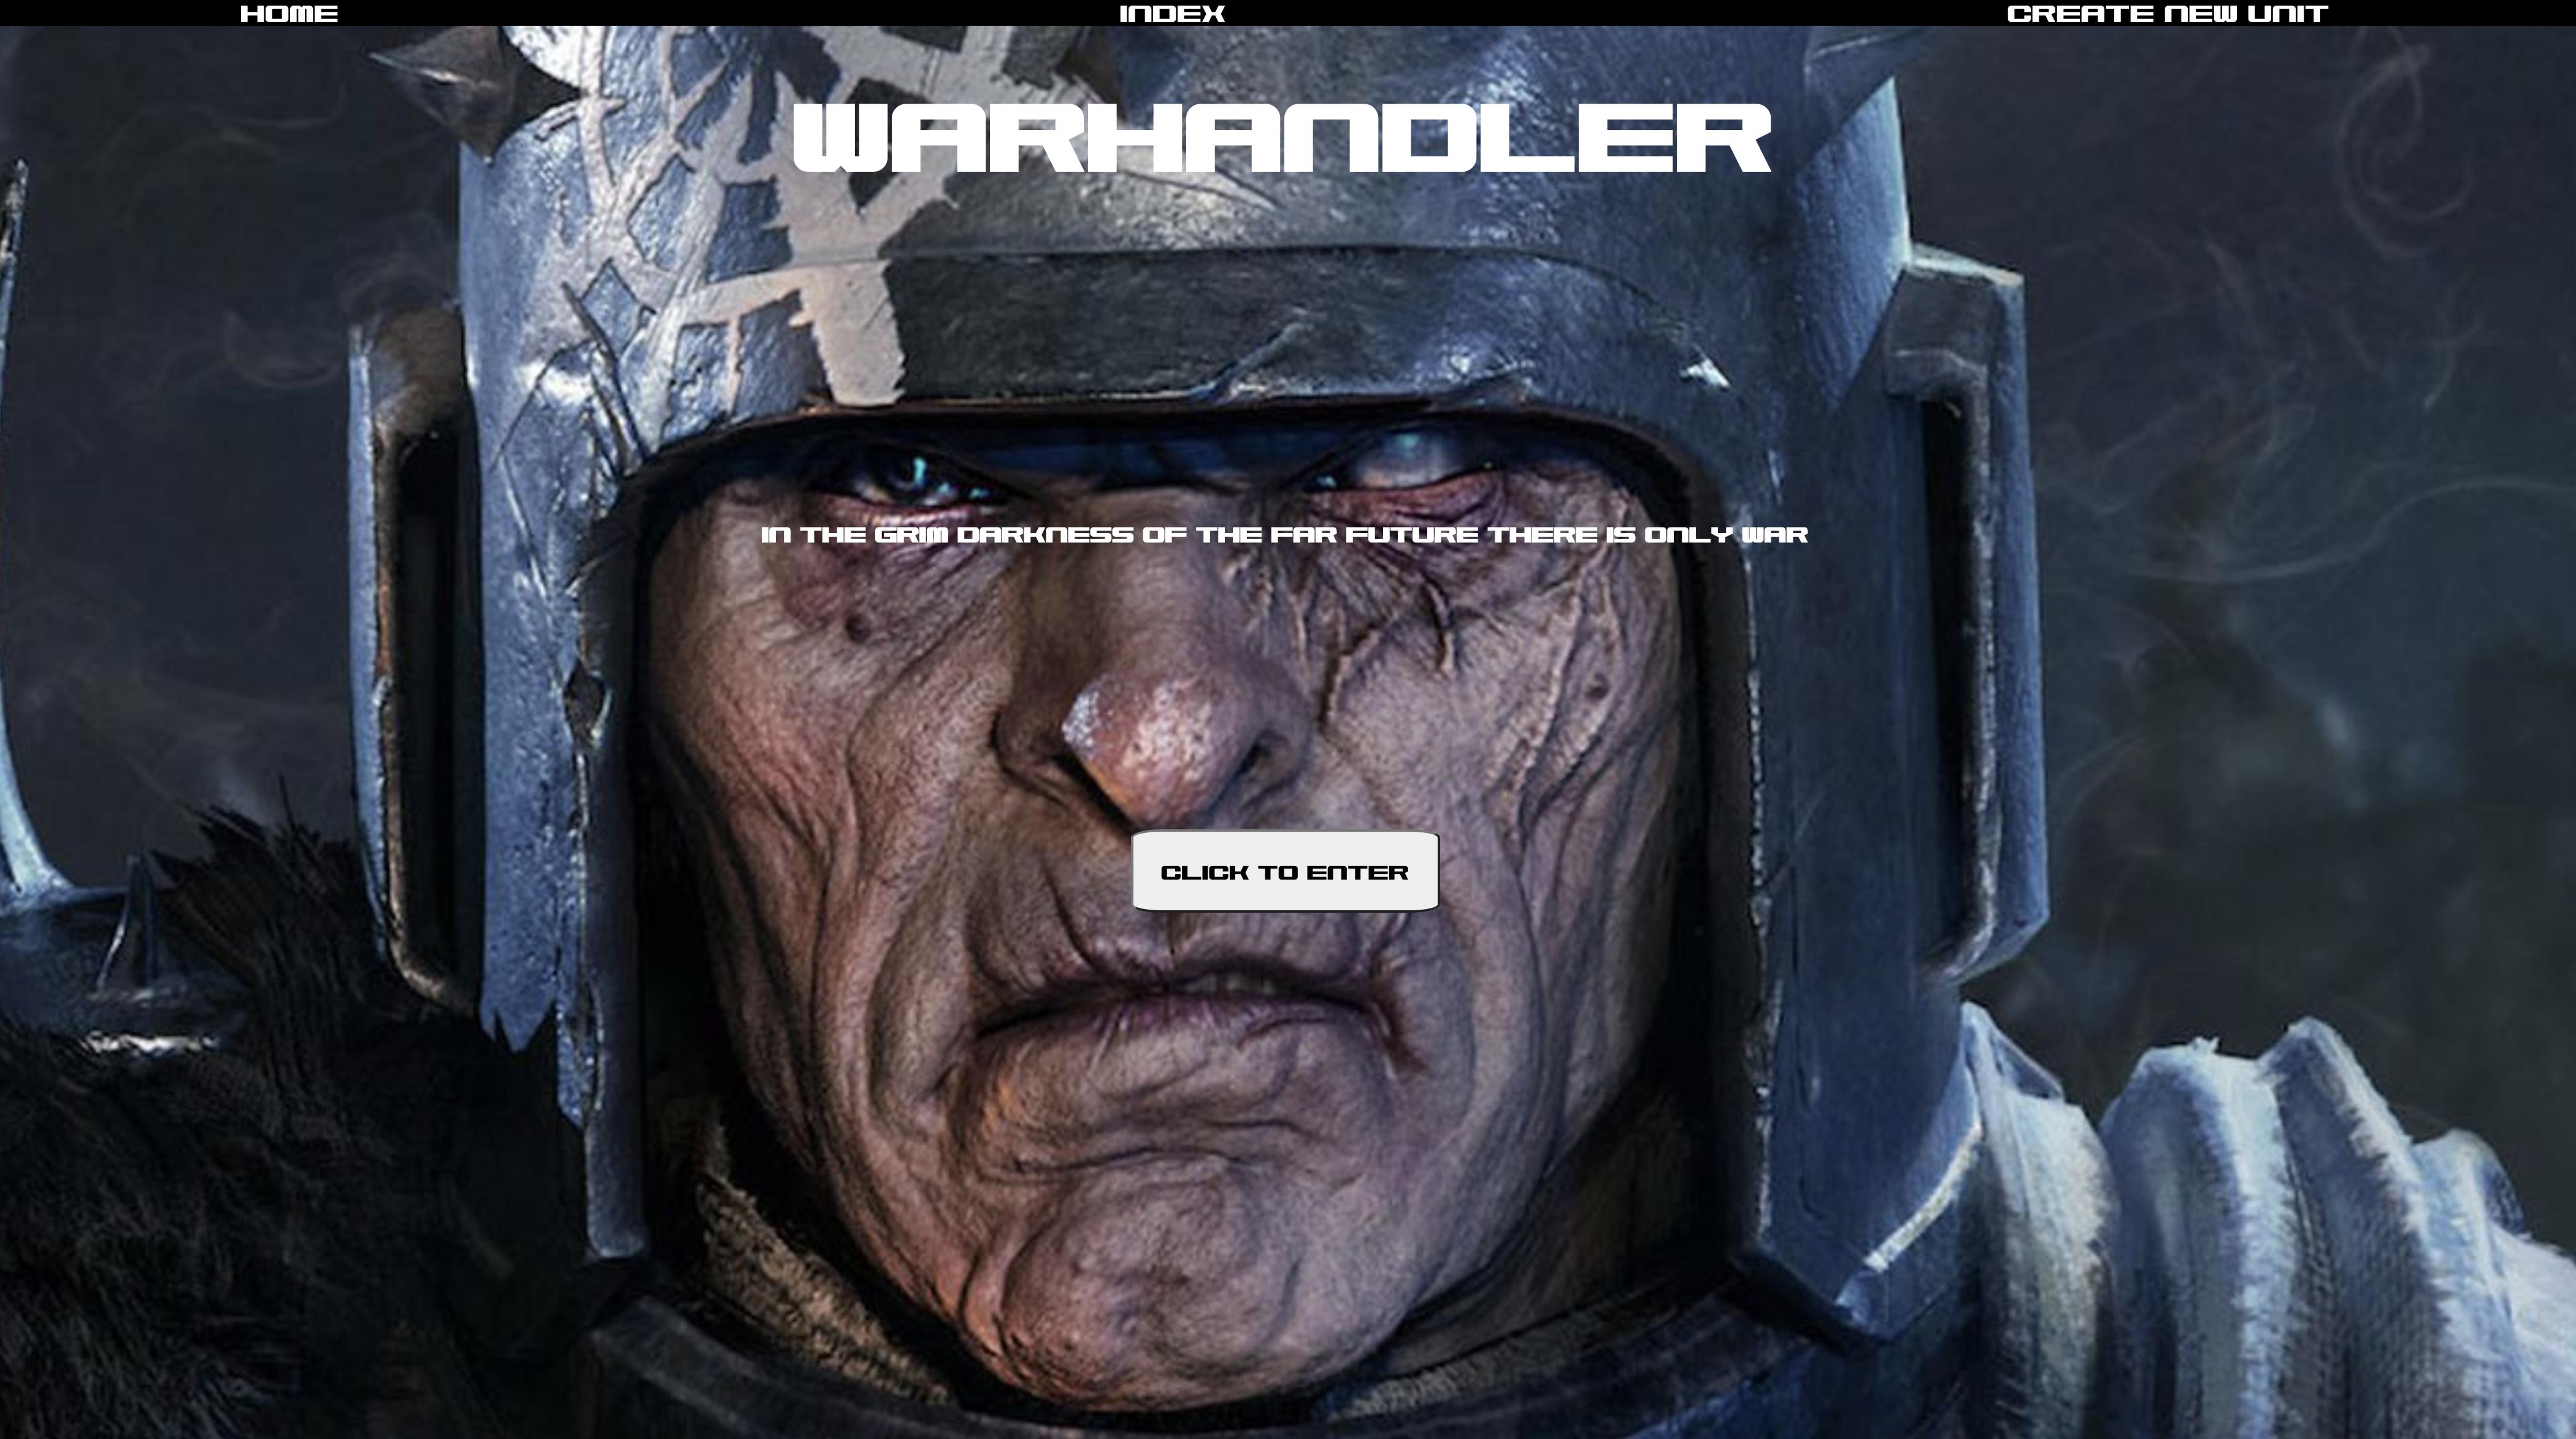 HOME INDEX CREATE NEW UNIT
WARHANDLER
IN THE GRIM DARKNESS OF THE FAR FUTURE THERE IS ONLY WAR
CLICK TO ENTER